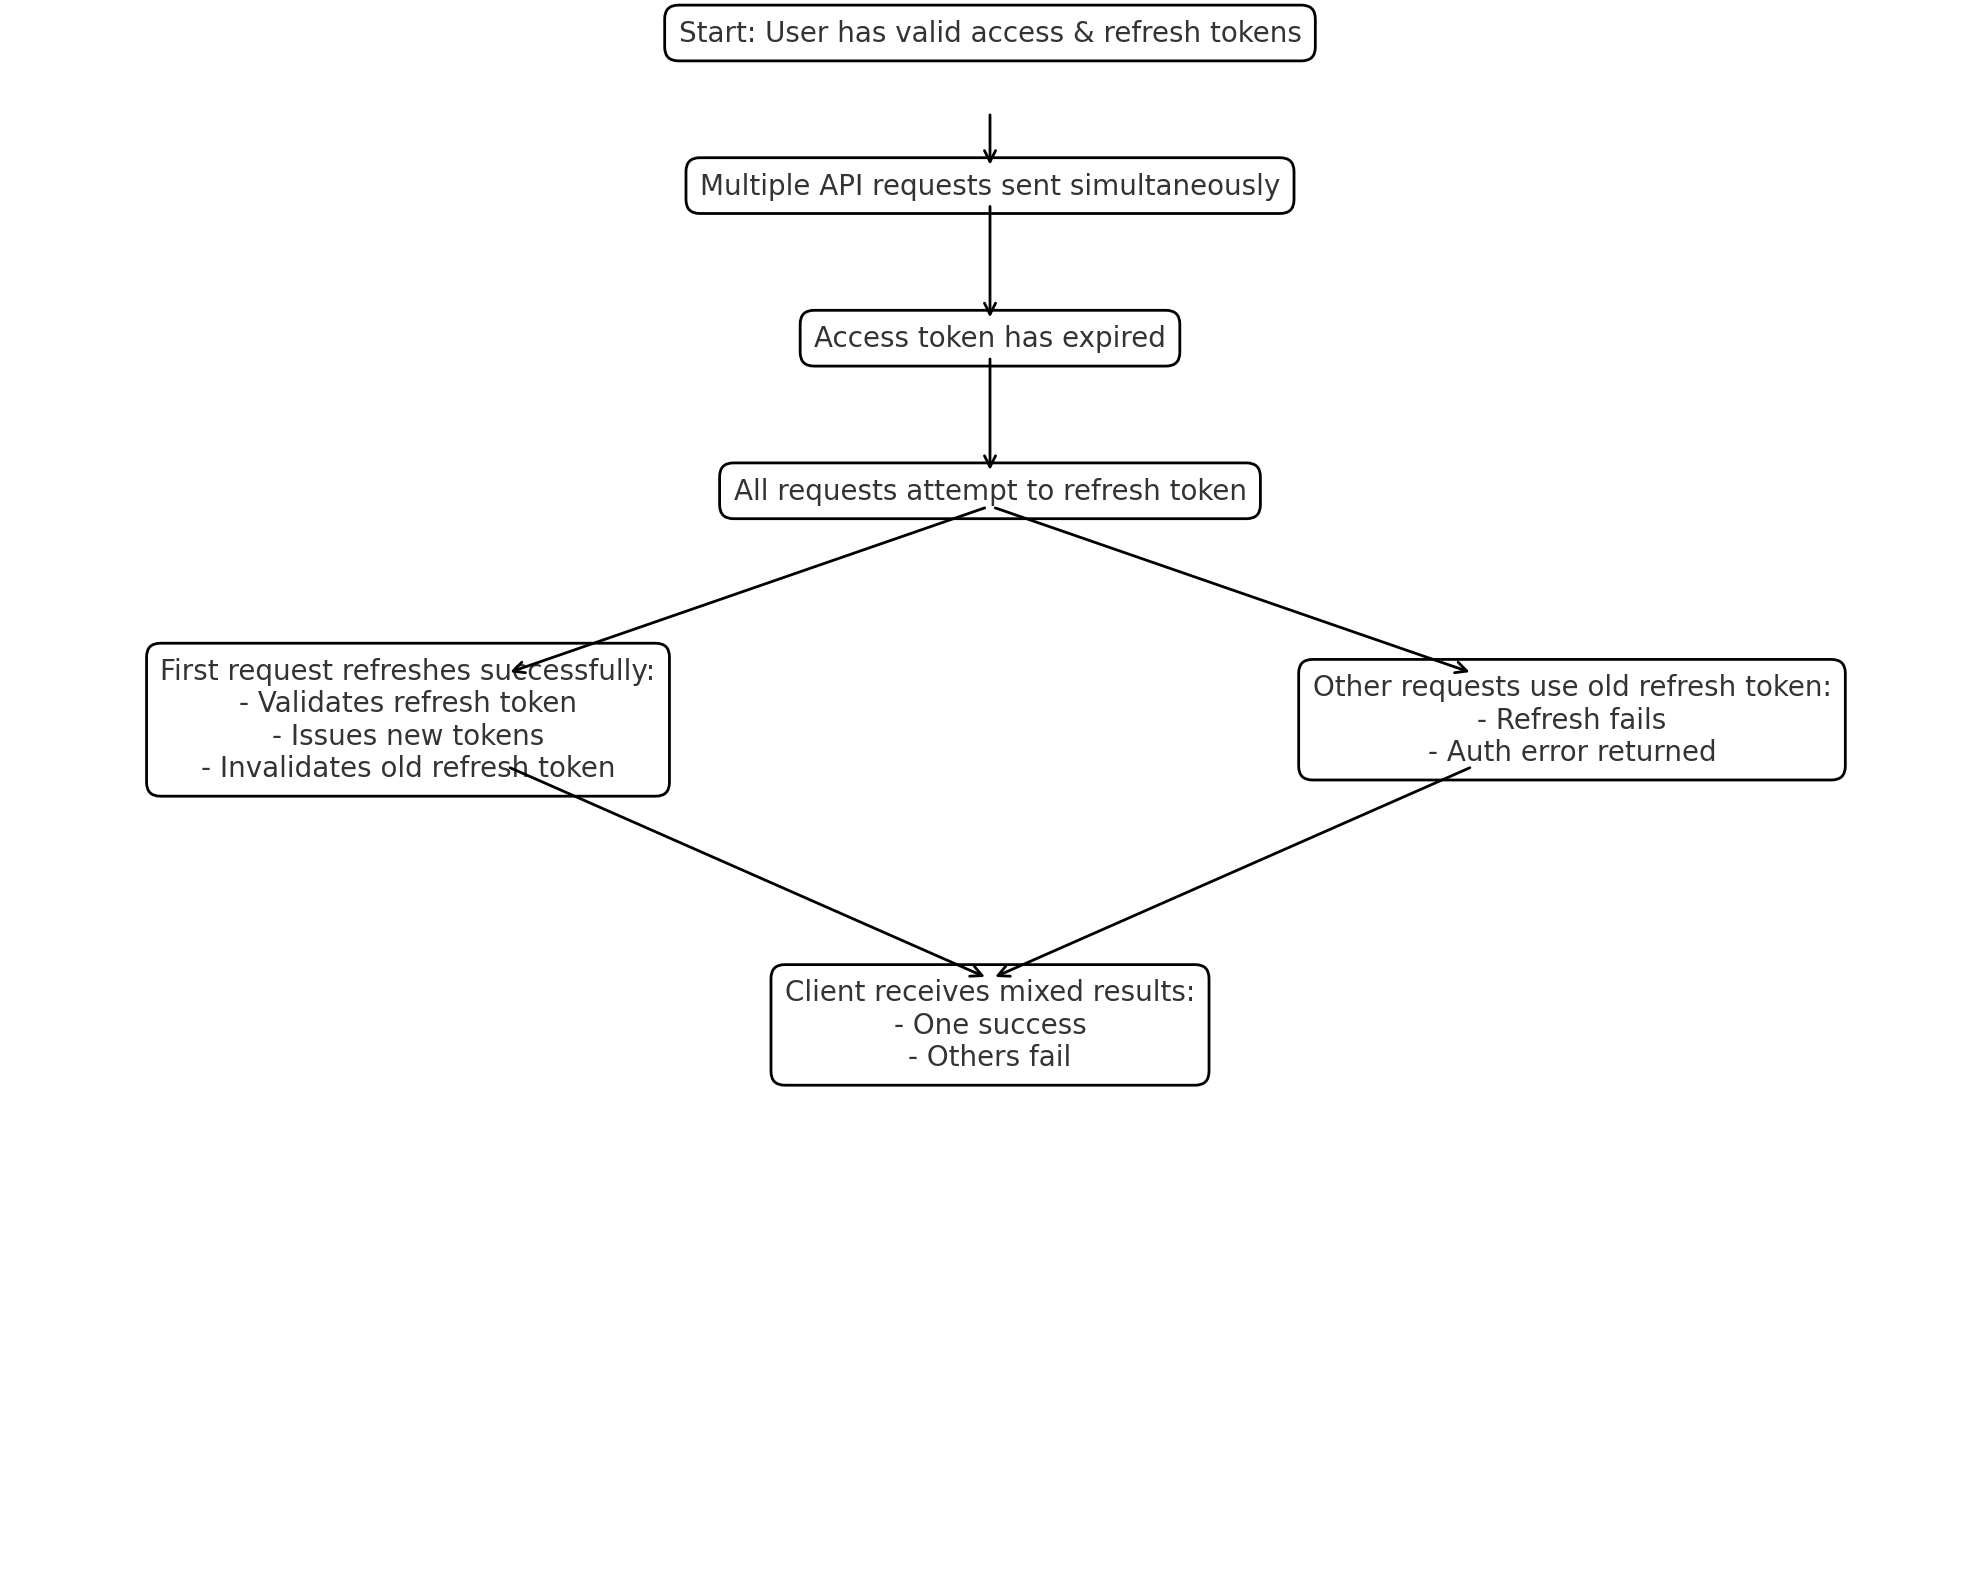 Start: User has valid access & refresh tokens
Multiple API requests sent simultaneously
Access token has expired
All requests attempt to refresh token
First request refreshes successfully:
- Validates refresh token
- Issues new tokens
- Invalidates old refresh token
Other requests use old refresh token:
- Refresh fails
- Auth error returned
Client receives mixed results:
- One success
- Others fail